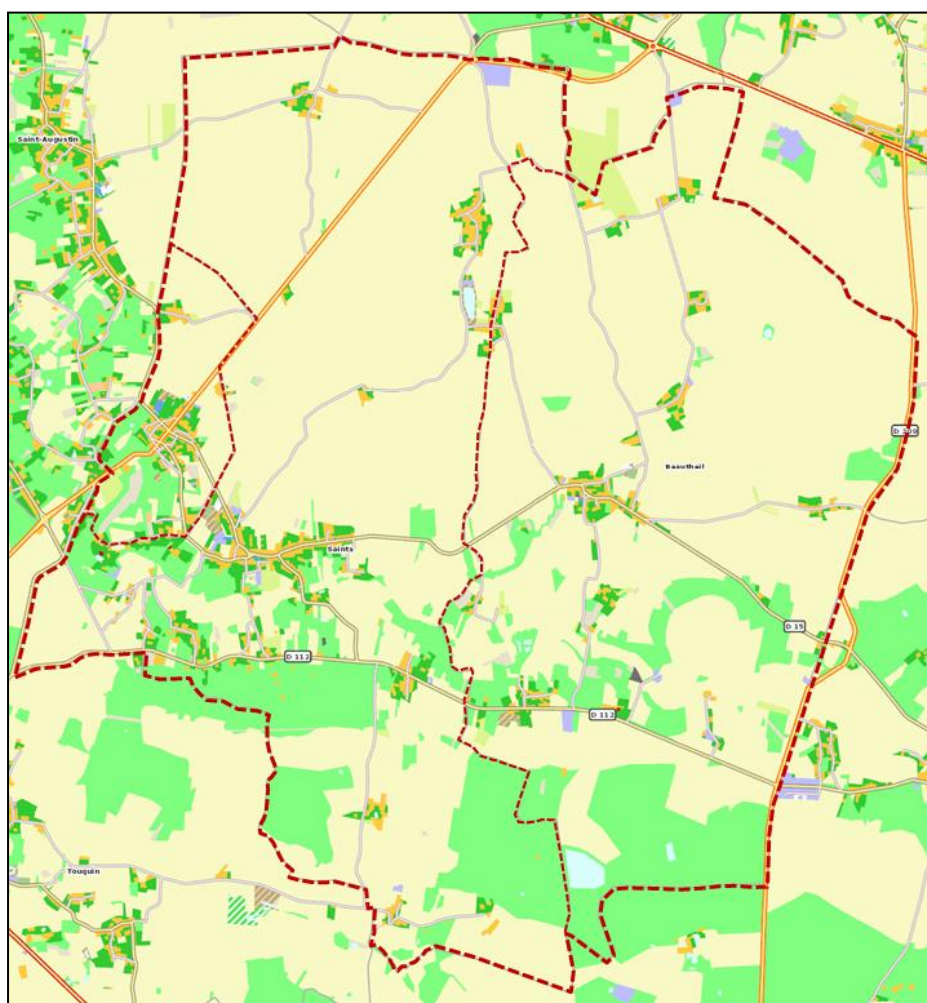 Saint-Augustin
D 209
Beautheil
Saints
D 15
D 112
D 112
Touquin